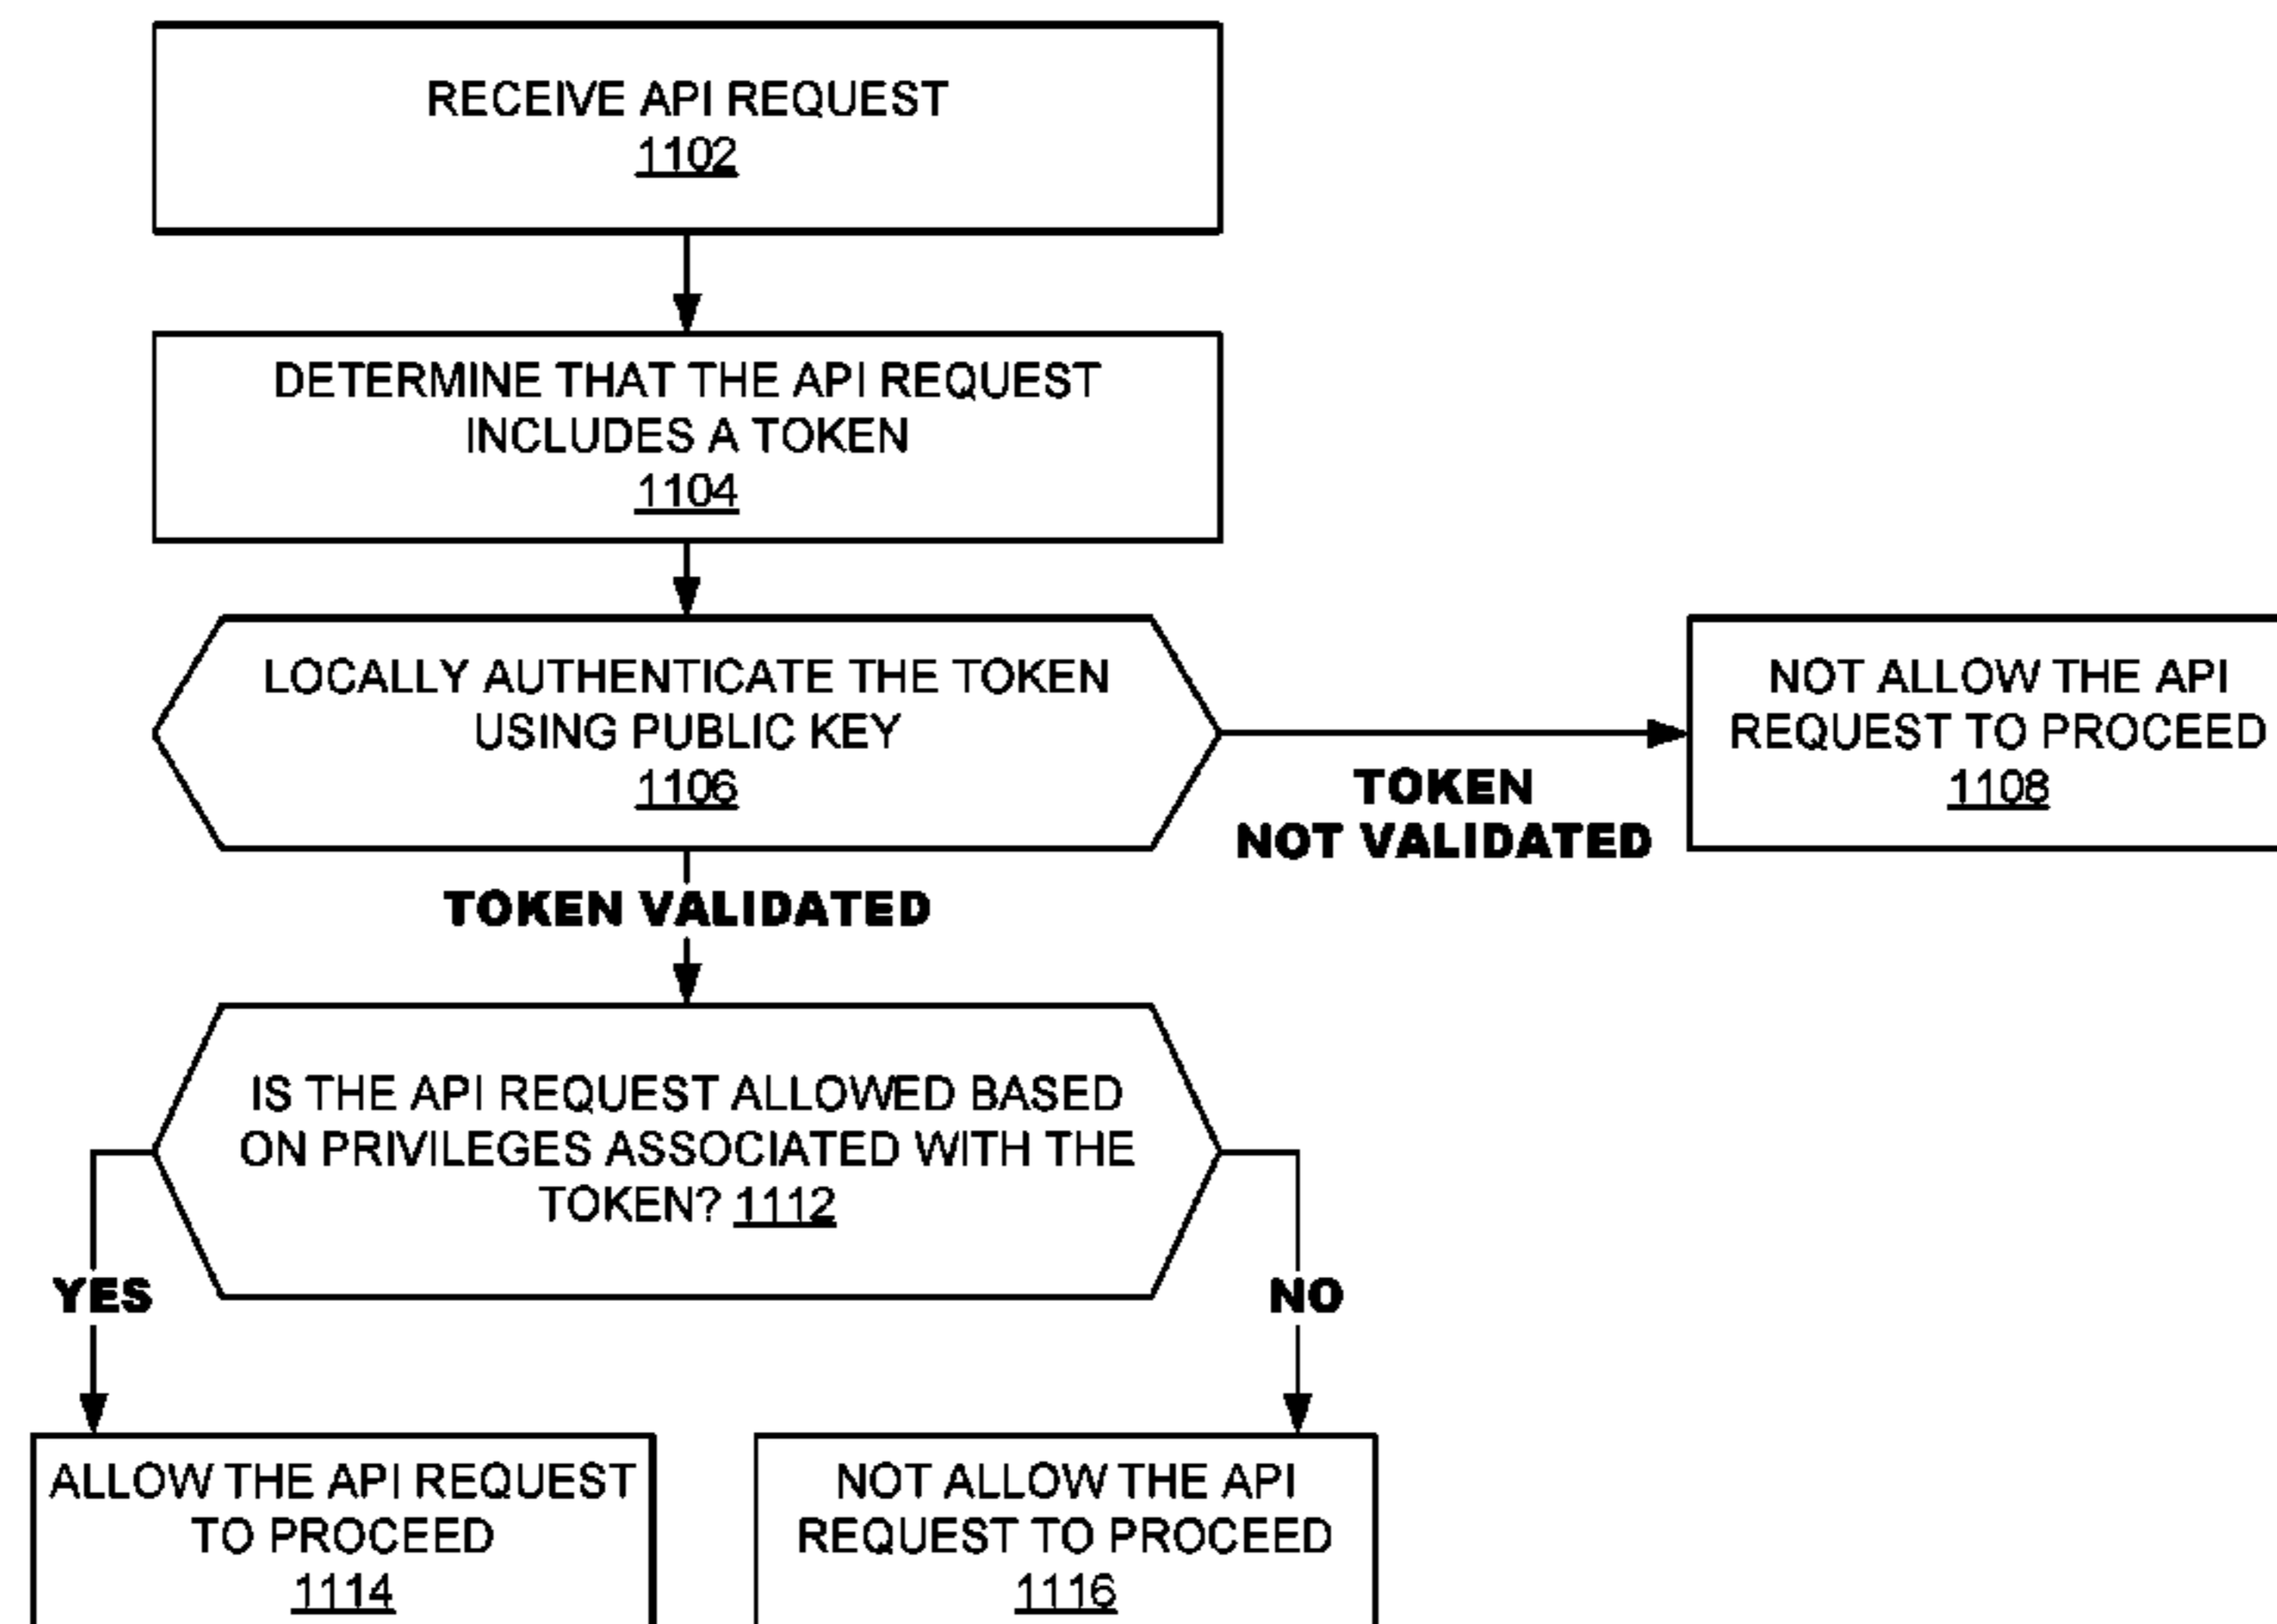 RECEIVE API REQUEST
1102
DETERMINE THAT THE API REQUEST
INCLUDES A TOKEN
1104
LOCALLY AUTHENTICATE THE TOKEN
USING PUBLIC KEY
1106
TOKEN
NOT VALIDATED
NOT ALLOW THE API
REQUEST TO PROCEED
1108
TOKEN VALIDATED
IS THE API REQUEST ALLOWED BASED
ON PRIVILEGES ASSOCIATED WITH THE
TOKEN? 1112
YES
NO
ALLOW THE API REQUEST
TO PROCEED
1114
NOT ALLOW THE API
REQUEST TO PROCEED
1116